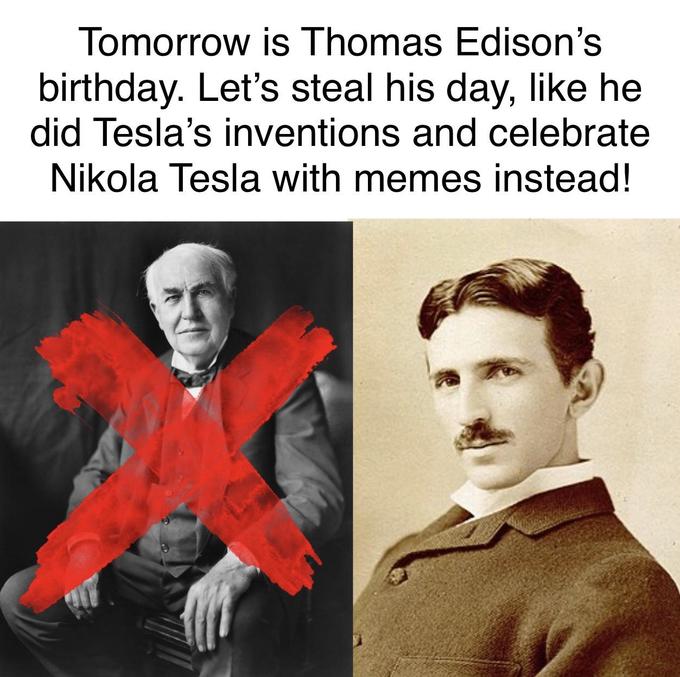 Tomorrow is Thomas Edison’s
birthday. Let’s steal his day, like he
did Tesla’s inventions and celebrate
Nikola Tesla with memes instead!